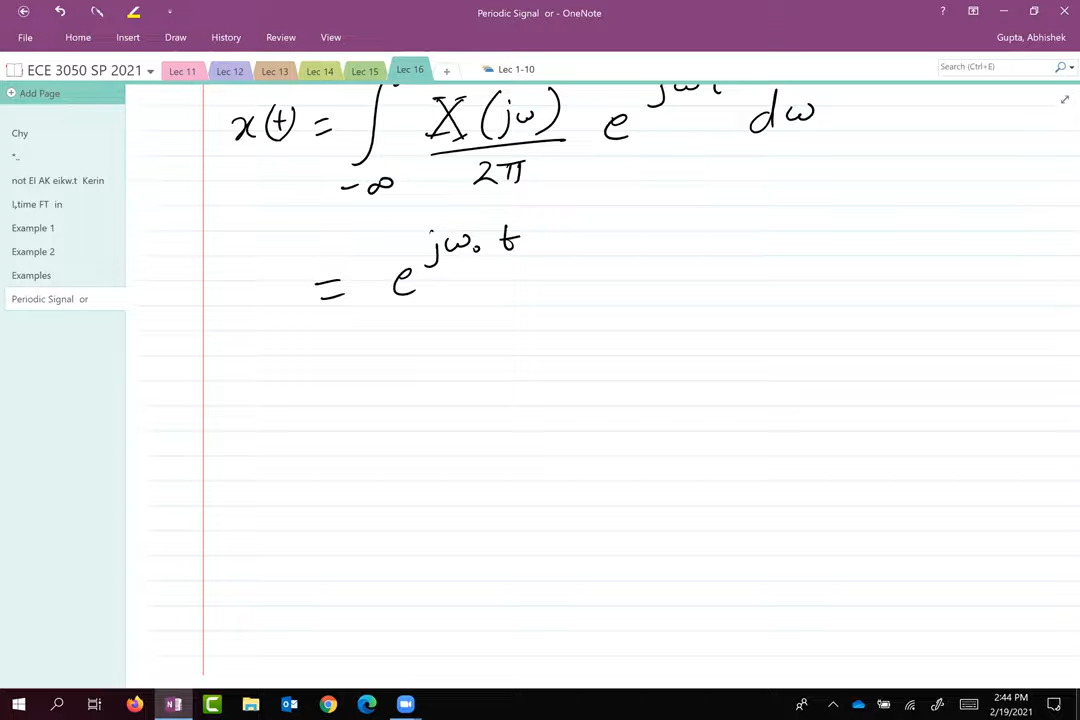 Periodic Signal or - OneNote
?
File Home Insert Draw History Review View
Gupta, Abhishek
ECE 3050 SP 2021
Lec 11 Lec 12 Lec 13 Lec 14 Lec 15 Lec 16 + Lec 1-10
Search (Ctrl+E)
Add Page
Chy
"..
not EI AK eikw.t Kerin
I,time FT in
Example 1
Example 2
Examples
Periodic Signal or
x(t) = ∫_{-∞} X(jω)/2π e^{jωt} dω
= e^{jω₀t}
2:44 PM
2/19/2021